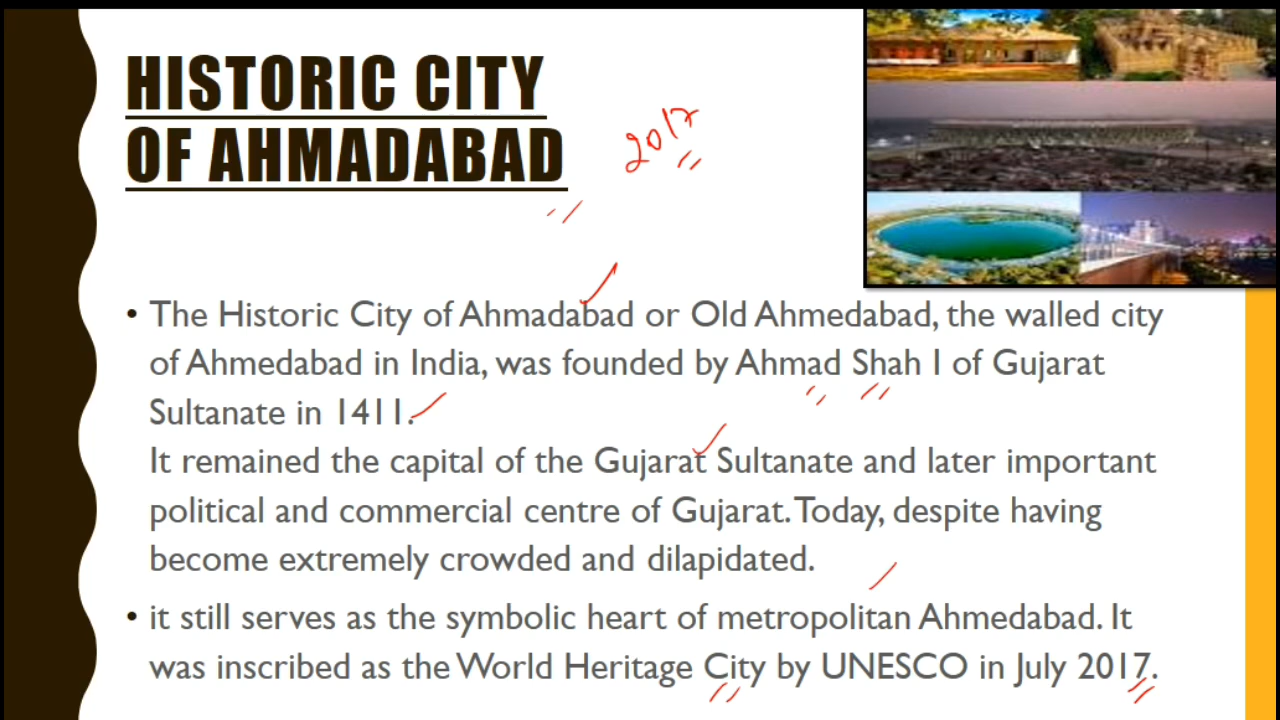 HISTORIC CITY
OF AHMADABAD
2017
• The Historic City of Ahmadabad or Old Ahmedabad, the walled city
of Ahmedabad in India, was founded by Ahmad Shah I of Gujarat
Sultanate in 1411.
It remained the capital of the Gujarat Sultanate and later important
political and commercial centre of Gujarat. Today, despite having
become extremely crowded and dilapidated.
• it still serves as the symbolic heart of metropolitan Ahmedabad. It
was inscribed as the World Heritage City by UNESCO in July 2017.